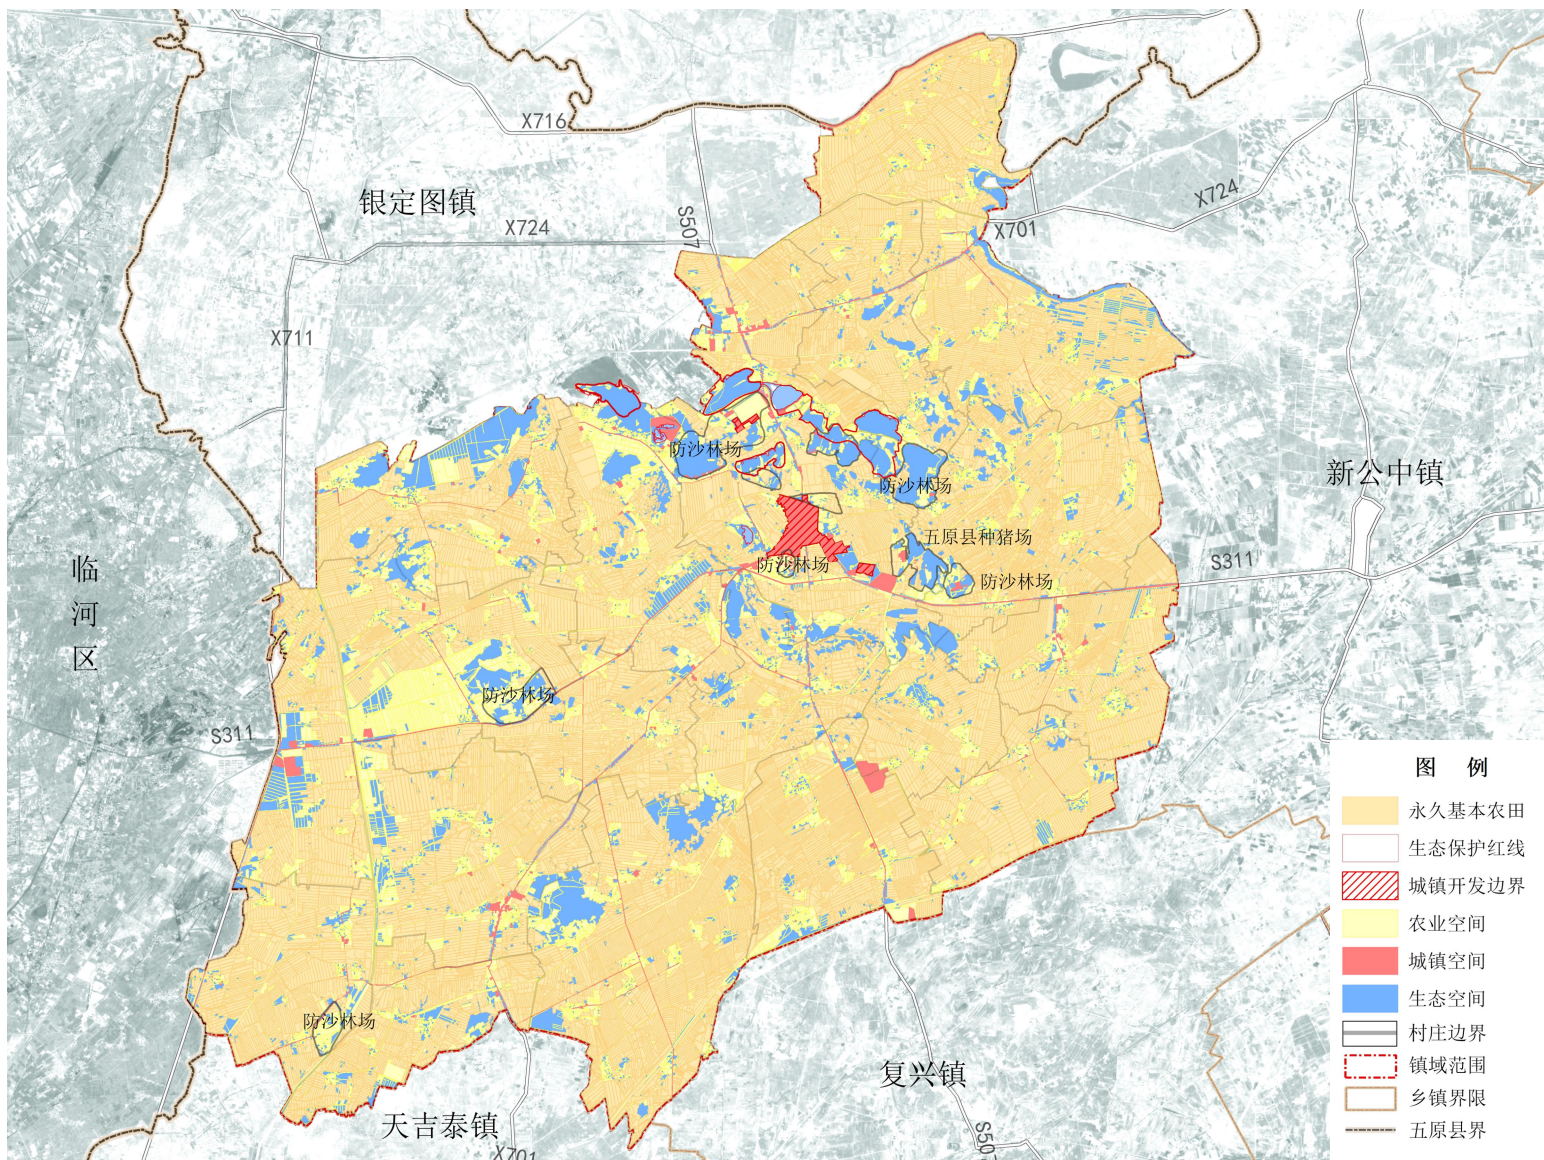 X716
银定图镇
X724
S507
X724
X701
X711
防沙林场
防沙林场
新公中镇
五原县种猪场
防沙林场
防沙林场
S311
临河区
防沙林场
S311
防沙林场
复兴镇
天吉泰镇
X701
S507
图 例
永久基本农田
生态保护红线
城镇开发边界
农业空间
城镇空间
生态空间
村庄边界
镇域范围
乡镇界限
五原县界